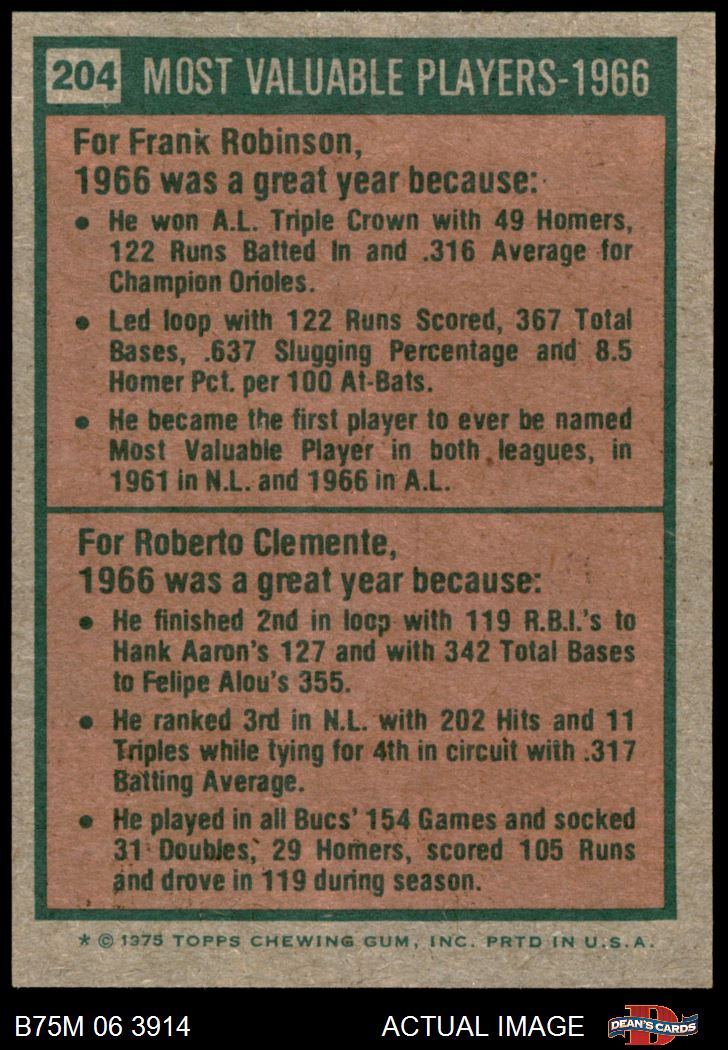 204 MOST VALUABLE PLAYERS-1966
For Frank Robinson,
1966 was a great year because:
• He won A.L. Triple Crown with 49 Homers,
122 Runs Batted In and .316 Average for
Champion Orioles.
• Led loop with 122 Runs Scored, 367 Total
Bases, .637 Slugging Percentage and 8.5
Homer Pct. per 100 At-Bats.
• He became the first player to ever be named
Most Valuable Player in both leagues, in
1961 in N.L. and 1966 in A.L.
For Roberto Clemente,
1966 was a great year because:
• He finished 2nd in loop with 119 R.B.I.'s to
Hank Aaron's 127 and with 342 Total Bases
to Felipe Alou's 355.
• He ranked 3rd in N.L. with 202 Hits and 11
Triples while tying for 4th in circuit with .317
Batting Average.
• He played in all Bucs' 154 Games and socked
31 Doubles, 29 Homers, scored 105 Runs
and drove in 119 during season.
* © 1975 TOPPS CHEWING GUM, INC. PRTD IN U.S.A.
B75M 06 3914 ACTUAL IMAGE D DEAN'S CARDS